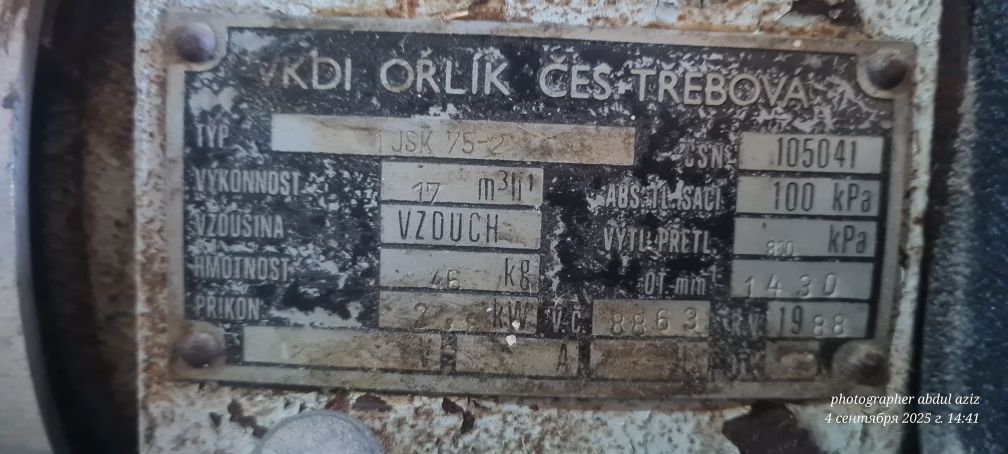 VKDI ORLÍK ČES·TŘEBOVÁ
TYP JSK 75-2 ČSN 105041
VÝKONNOST 17 m³h⁻¹ ABS·TL·SACÍ 100 kPa
VZDUŠINA VZDUCH VÝTL·PŘETL 800 kPa
HMOTNOST 46 kg OT·min⁻¹ 1430
PŘÍKON kW V.Č 8863 1988
V A
photographer abdul aziz
4 сентября 2025 г. 14:41